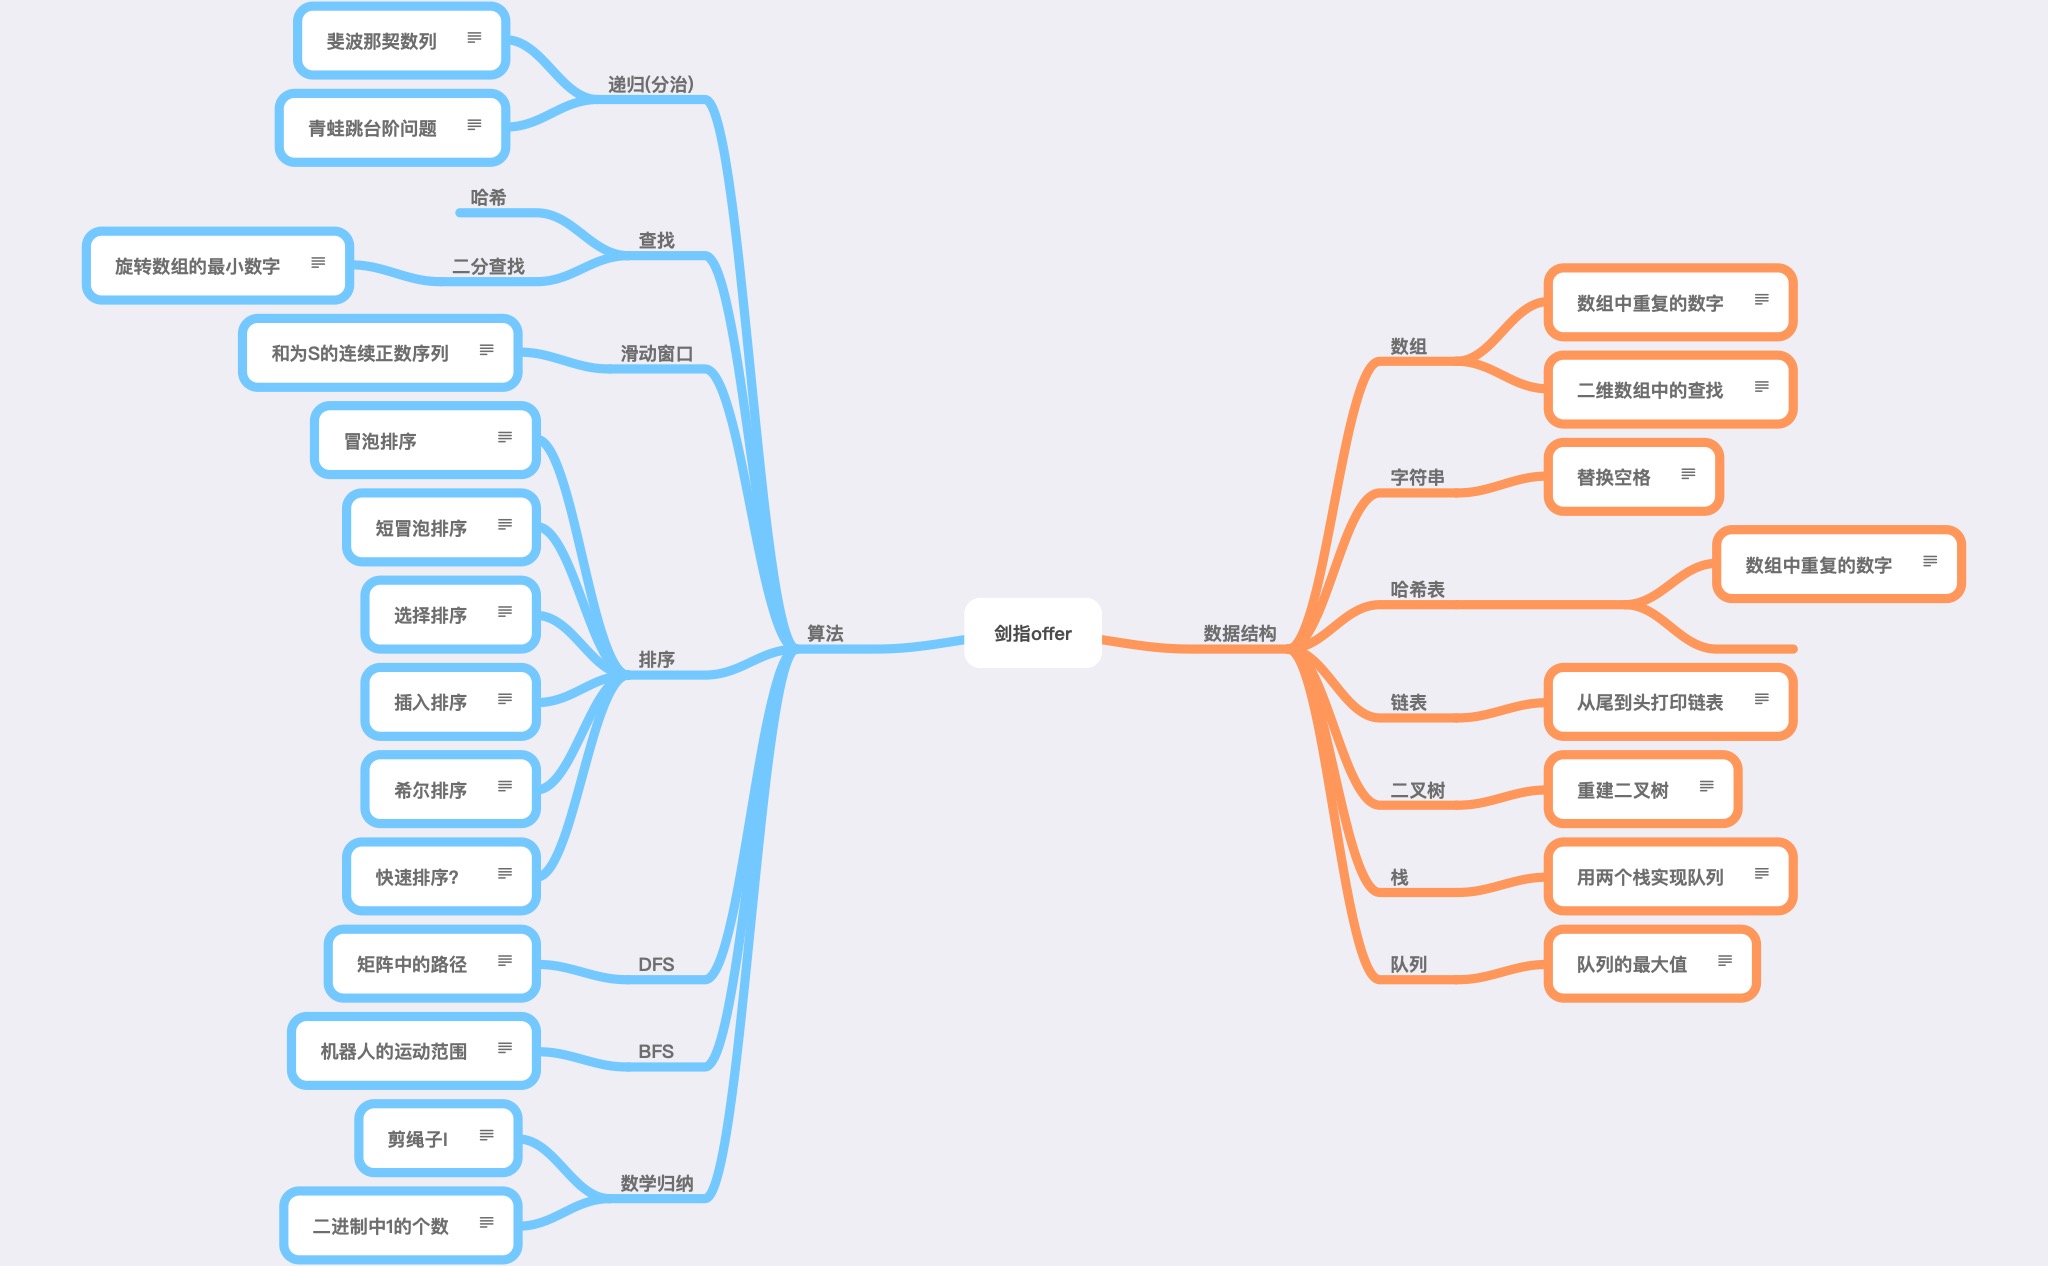 剑指offer
算法
递归(分治)
斐波那契数列
青蛙跳台阶问题
查找
哈希
二分查找
旋转数组的最小数字
滑动窗口
和为S的连续正数序列
排序
冒泡排序
短冒泡排序
选择排序
插入排序
希尔排序
快速排序?
DFS
矩阵中的路径
BFS
机器人的运动范围
数学归纳
剪绳子I
二进制中1的个数
数据结构
数组
数组中重复的数字
二维数组中的查找
字符串
替换空格
哈希表
数组中重复的数字
链表
从尾到头打印链表
二叉树
重建二叉树
栈
用两个栈实现队列
队列
队列的最大值